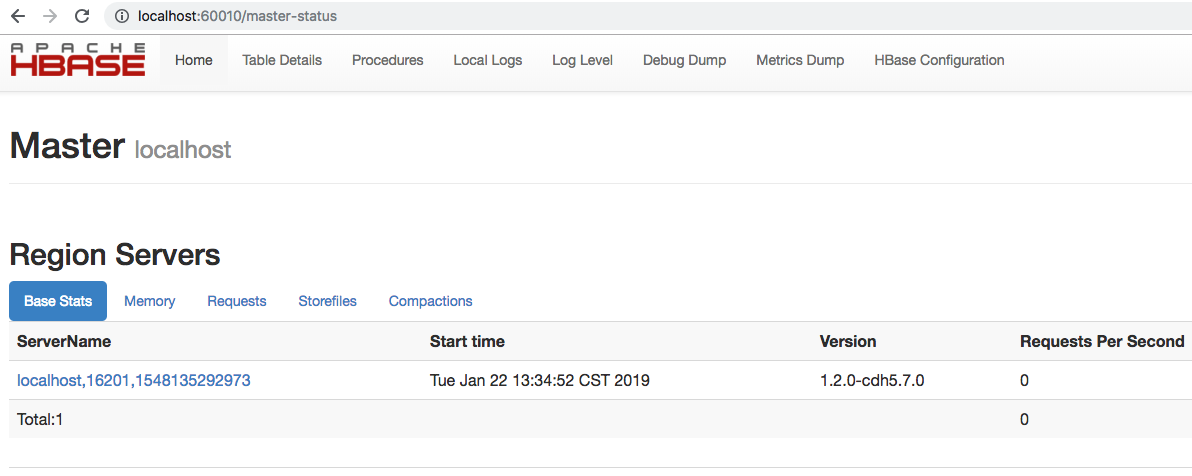 localhost:60010/master-status
APACHE
HBASE
Home Table Details Procedures Local Logs Log Level Debug Dump Metrics Dump HBase Configuration
Master localhost
Region Servers
Base Stats Memory Requests Storefiles Compactions
ServerName Start time Version Requests Per Second
localhost,16201,1548135292973 Tue Jan 22 13:34:52 CST 2019 1.2.0-cdh5.7.0 0
Total:1 0